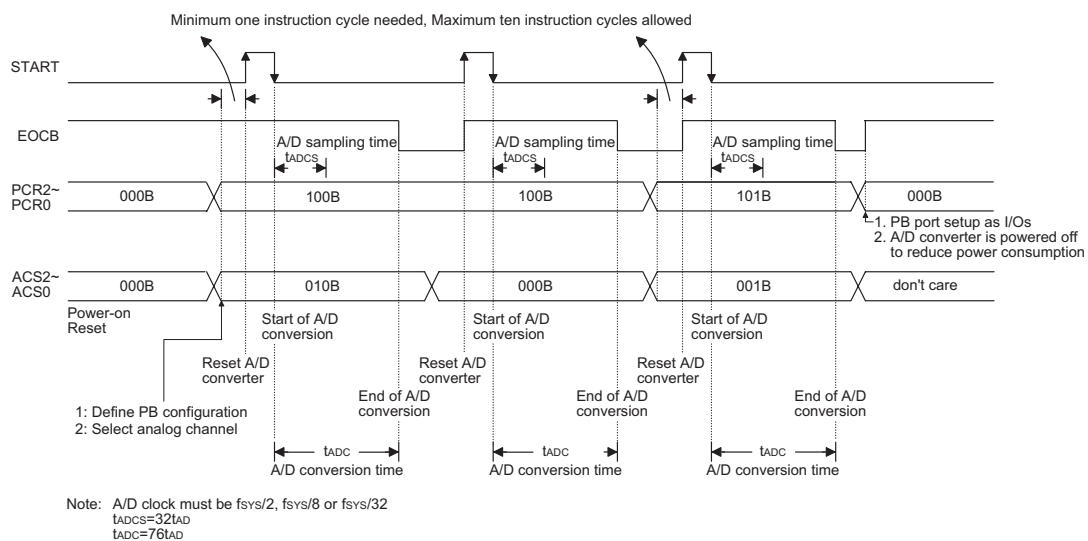 Minimum one instruction cycle needed, Maximum ten instruction cycles allowed
START
EOCB
A/D sampling time
tADCS
A/D sampling time
tADCS
A/D sampling time
tADCS
PCR2~
PCR0
000B
100B
100B
101B
000B
1. PB port setup as I/Os
2. A/D converter is powered off
to reduce power consumption
ACS2~
ACS0
000B
010B
000B
001B
don't care
Power-on
Reset
Start of A/D
conversion
Start of A/D
conversion
Start of A/D
conversion
Reset A/D
converter
Reset A/D
converter
Reset A/D
converter
1: Define PB configuration
2: Select analog channel
End of A/D
conversion
End of A/D
conversion
End of A/D
conversion
tADC
A/D conversion time
tADC
A/D conversion time
tADC
A/D conversion time
Note: A/D clock must be fSYS/2, fSYS/8 or fSYS/32
tADCS=32tAD
tADC=76tAD